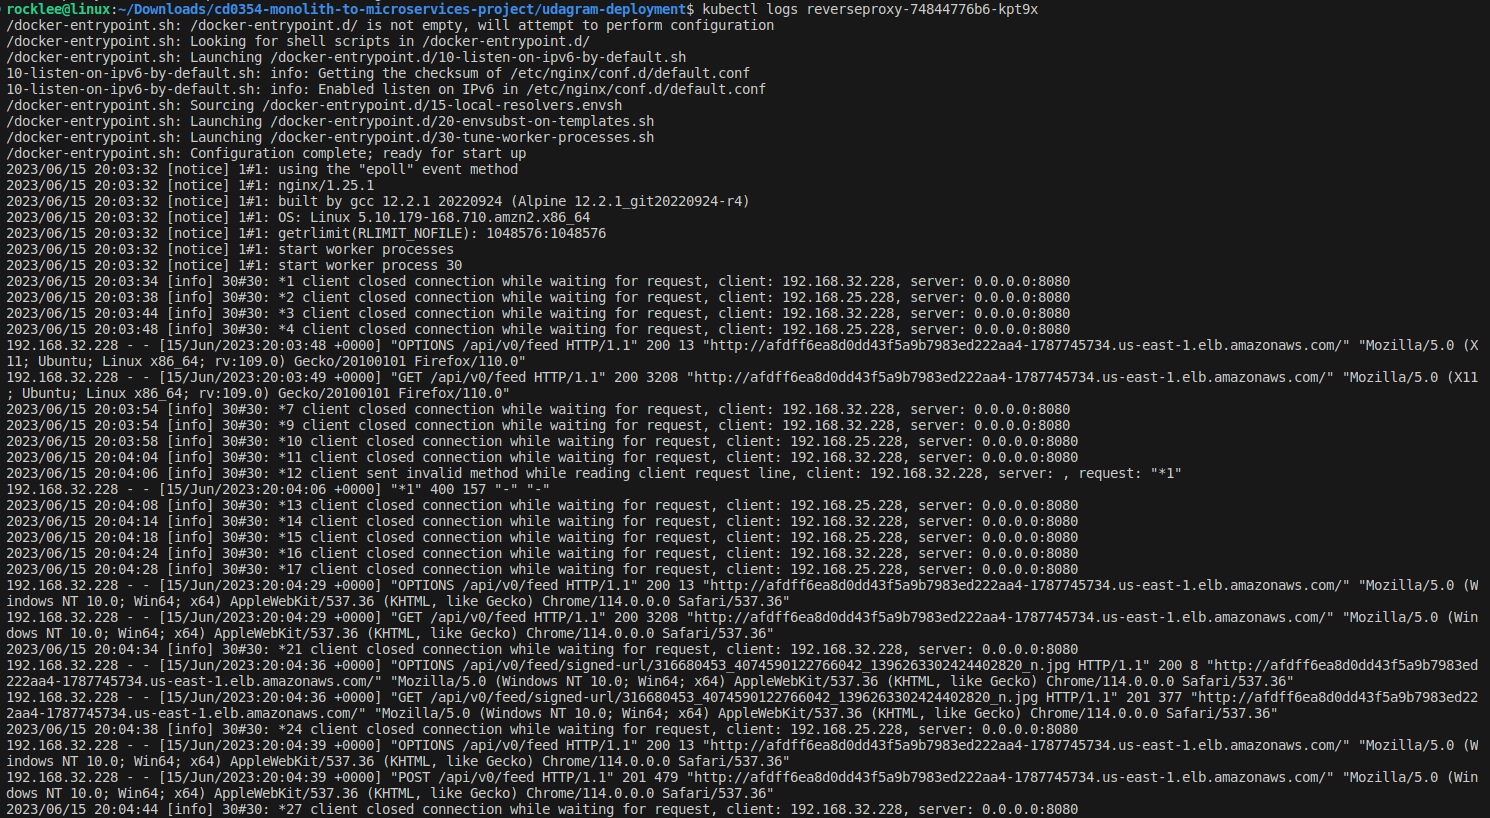 rocklee@linux:~/Downloads/cd0354-monolith-to-microservices-project/udagram-deployment$ kubectl logs reverseproxy-74844776b6-kpt9x
/docker-entrypoint.sh: /docker-entrypoint.d/ is not empty, will attempt to perform configuration
/docker-entrypoint.sh: Looking for shell scripts in /docker-entrypoint.d/
/docker-entrypoint.sh: Launching /docker-entrypoint.d/10-listen-on-ipv6-by-default.sh
10-listen-on-ipv6-by-default.sh: info: Getting the checksum of /etc/nginx/conf.d/default.conf
10-listen-on-ipv6-by-default.sh: info: Enabled listen on IPv6 in /etc/nginx/conf.d/default.conf
/docker-entrypoint.sh: Sourcing /docker-entrypoint.d/15-local-resolvers.envsh
/docker-entrypoint.sh: Launching /docker-entrypoint.d/20-envsubst-on-templates.sh
/docker-entrypoint.sh: Launching /docker-entrypoint.d/30-tune-worker-processes.sh
/docker-entrypoint.sh: Configuration complete; ready for start up
2023/06/15 20:03:32 [notice] 1#1: using the "epoll" event method
2023/06/15 20:03:32 [notice] 1#1: nginx/1.25.1
2023/06/15 20:03:32 [notice] 1#1: built by gcc 12.2.1 20220924 (Alpine 12.2.1_git20220924-r4)
2023/06/15 20:03:32 [notice] 1#1: OS: Linux 5.10.179-168.710.amzn2.x86_64
2023/06/15 20:03:32 [notice] 1#1: getrlimit(RLIMIT_NOFILE): 1048576:1048576
2023/06/15 20:03:32 [notice] 1#1: start worker processes
2023/06/15 20:03:32 [notice] 1#1: start worker process 30
2023/06/15 20:03:34 [info] 30#30: *1 client closed connection while waiting for request, client: 192.168.32.228, server: 0.0.0.0:8080
2023/06/15 20:03:38 [info] 30#30: *2 client closed connection while waiting for request, client: 192.168.25.228, server: 0.0.0.0:8080
2023/06/15 20:03:44 [info] 30#30: *3 client closed connection while waiting for request, client: 192.168.32.228, server: 0.0.0.0:8080
2023/06/15 20:03:48 [info] 30#30: *4 client closed connection while waiting for request, client: 192.168.25.228, server: 0.0.0.0:8080
192.168.32.228 - - [15/Jun/2023:20:03:48 +0000] "OPTIONS /api/v0/feed HTTP/1.1" 200 13 "http://afdff6ea8d0dd43f5a9b7983ed222aa4-1787745734.us-east-1.elb.amazonaws.com/" "Mozilla/5.0 (X
11; Ubuntu; Linux x86_64; rv:109.0) Gecko/20100101 Firefox/110.0"
192.168.32.228 - - [15/Jun/2023:20:03:49 +0000] "GET /api/v0/feed HTTP/1.1" 200 3208 "http://afdff6ea8d0dd43f5a9b7983ed222aa4-1787745734.us-east-1.elb.amazonaws.com/" "Mozilla/5.0 (X11
; Ubuntu; Linux x86_64; rv:109.0) Gecko/20100101 Firefox/110.0"
2023/06/15 20:03:54 [info] 30#30: *7 client closed connection while waiting for request, client: 192.168.32.228, server: 0.0.0.0:8080
2023/06/15 20:03:54 [info] 30#30: *9 client closed connection while waiting for request, client: 192.168.32.228, server: 0.0.0.0:8080
2023/06/15 20:03:58 [info] 30#30: *10 client closed connection while waiting for request, client: 192.168.25.228, server: 0.0.0.0:8080
2023/06/15 20:04:04 [info] 30#30: *11 client closed connection while waiting for request, client: 192.168.32.228, server: 0.0.0.0:8080
2023/06/15 20:04:06 [info] 30#30: *12 client sent invalid method while reading client request line, client: 192.168.32.228, server: , request: "*1"
192.168.32.228 - - [15/Jun/2023:20:04:06 +0000] "*1" 400 157 "-" "-"
2023/06/15 20:04:08 [info] 30#30: *13 client closed connection while waiting for request, client: 192.168.25.228, server: 0.0.0.0:8080
2023/06/15 20:04:14 [info] 30#30: *14 client closed connection while waiting for request, client: 192.168.32.228, server: 0.0.0.0:8080
2023/06/15 20:04:18 [info] 30#30: *15 client closed connection while waiting for request, client: 192.168.25.228, server: 0.0.0.0:8080
2023/06/15 20:04:24 [info] 30#30: *16 client closed connection while waiting for request, client: 192.168.32.228, server: 0.0.0.0:8080
2023/06/15 20:04:28 [info] 30#30: *17 client closed connection while waiting for request, client: 192.168.25.228, server: 0.0.0.0:8080
192.168.32.228 - - [15/Jun/2023:20:04:29 +0000] "OPTIONS /api/v0/feed HTTP/1.1" 200 13 "http://afdff6ea8d0dd43f5a9b7983ed222aa4-1787745734.us-east-1.elb.amazonaws.com/" "Mozilla/5.0 (W
indows NT 10.0; Win64; x64) AppleWebKit/537.36 (KHTML, like Gecko) Chrome/114.0.0.0 Safari/537.36"
192.168.32.228 - - [15/Jun/2023:20:04:29 +0000] "GET /api/v0/feed HTTP/1.1" 200 3208 "http://afdff6ea8d0dd43f5a9b7983ed222aa4-1787745734.us-east-1.elb.amazonaws.com/" "Mozilla/5.0 (Win
dows NT 10.0; Win64; x64) AppleWebKit/537.36 (KHTML, like Gecko) Chrome/114.0.0.0 Safari/537.36"
2023/06/15 20:04:34 [info] 30#30: *21 client closed connection while waiting for request, client: 192.168.32.228, server: 0.0.0.0:8080
192.168.32.228 - - [15/Jun/2023:20:04:36 +0000] "OPTIONS /api/v0/feed/signed-url/316680453_4074590122766042_1396263302424402820_n.jpg HTTP/1.1" 200 8 "http://afdff6ea8d0dd43f5a9b7983ed
222aa4-1787745734.us-east-1.elb.amazonaws.com/" "Mozilla/5.0 (Windows NT 10.0; Win64; x64) AppleWebKit/537.36 (KHTML, like Gecko) Chrome/114.0.0.0 Safari/537.36"
192.168.32.228 - - [15/Jun/2023:20:04:36 +0000] "GET /api/v0/feed/signed-url/316680453_4074590122766042_1396263302424402820_n.jpg HTTP/1.1" 201 377 "http://afdff6ea8d0dd43f5a9b7983ed22
2aa4-1787745734.us-east-1.elb.amazonaws.com/" "Mozilla/5.0 (Windows NT 10.0; Win64; x64) AppleWebKit/537.36 (KHTML, like Gecko) Chrome/114.0.0.0 Safari/537.36"
2023/06/15 20:04:38 [info] 30#30: *24 client closed connection while waiting for request, client: 192.168.25.228, server: 0.0.0.0:8080
192.168.32.228 - - [15/Jun/2023:20:04:39 +0000] "OPTIONS /api/v0/feed HTTP/1.1" 200 13 "http://afdff6ea8d0dd43f5a9b7983ed222aa4-1787745734.us-east-1.elb.amazonaws.com/" "Mozilla/5.0 (W
indows NT 10.0; Win64; x64) AppleWebKit/537.36 (KHTML, like Gecko) Chrome/114.0.0.0 Safari/537.36"
192.168.32.228 - - [15/Jun/2023:20:04:39 +0000] "POST /api/v0/feed HTTP/1.1" 201 479 "http://afdff6ea8d0dd43f5a9b7983ed222aa4-1787745734.us-east-1.elb.amazonaws.com/" "Mozilla/5.0 (Win
dows NT 10.0; Win64; x64) AppleWebKit/537.36 (KHTML, like Gecko) Chrome/114.0.0.0 Safari/537.36"
2023/06/15 20:04:44 [info] 30#30: *27 client closed connection while waiting for request, client: 192.168.32.228, server: 0.0.0.0:8080